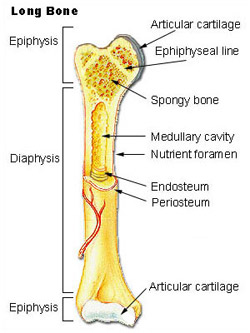 Long Bone
Articular cartilage
Epiphysis
Ephiphyseal line
Spongy bone
Medullary cavity
Nutrient foramen
Diaphysis
Endosteum
Periosteum
Articular cartilage
Epiphysis